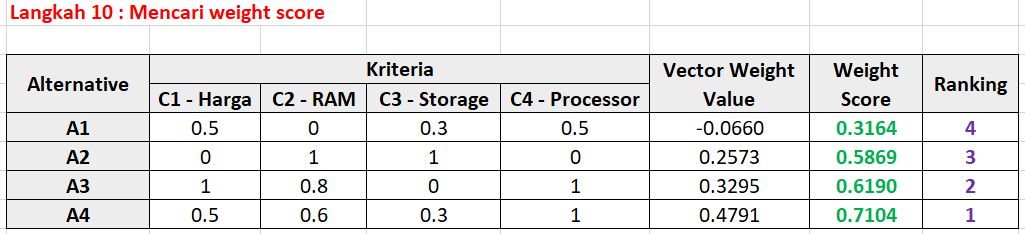 Langkah 10 : Mencari weight score
Alternative Kriteria Vector Weight Value Weight Score Ranking
C1 - Harga C2 - RAM C3 - Storage C4 - Processor
A1 0.5 0 0.3 0.5 -0.0660 0.3164 4
A2 0 1 1 0 0.2573 0.5869 3
A3 1 0.8 0 1 0.3295 0.6190 2
A4 0.5 0.6 0.3 1 0.4791 0.7104 1